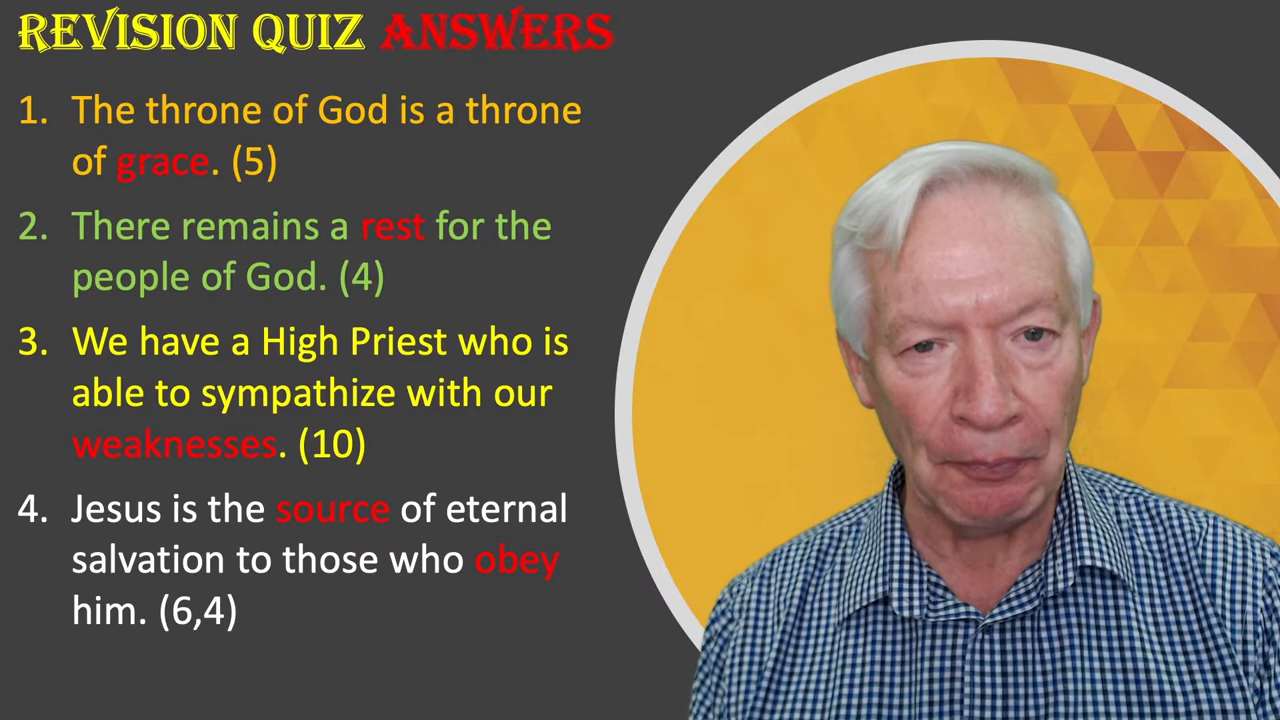 REVISION QUIZ ANSWERS
1. The throne of God is a throne
of grace. (5)
2. There remains a rest for the
people of God. (4)
3. We have a High Priest who is
able to sympathize with our
weaknesses. (10)
4. Jesus is the source of eternal
salvation to those who obey
him. (6,4)